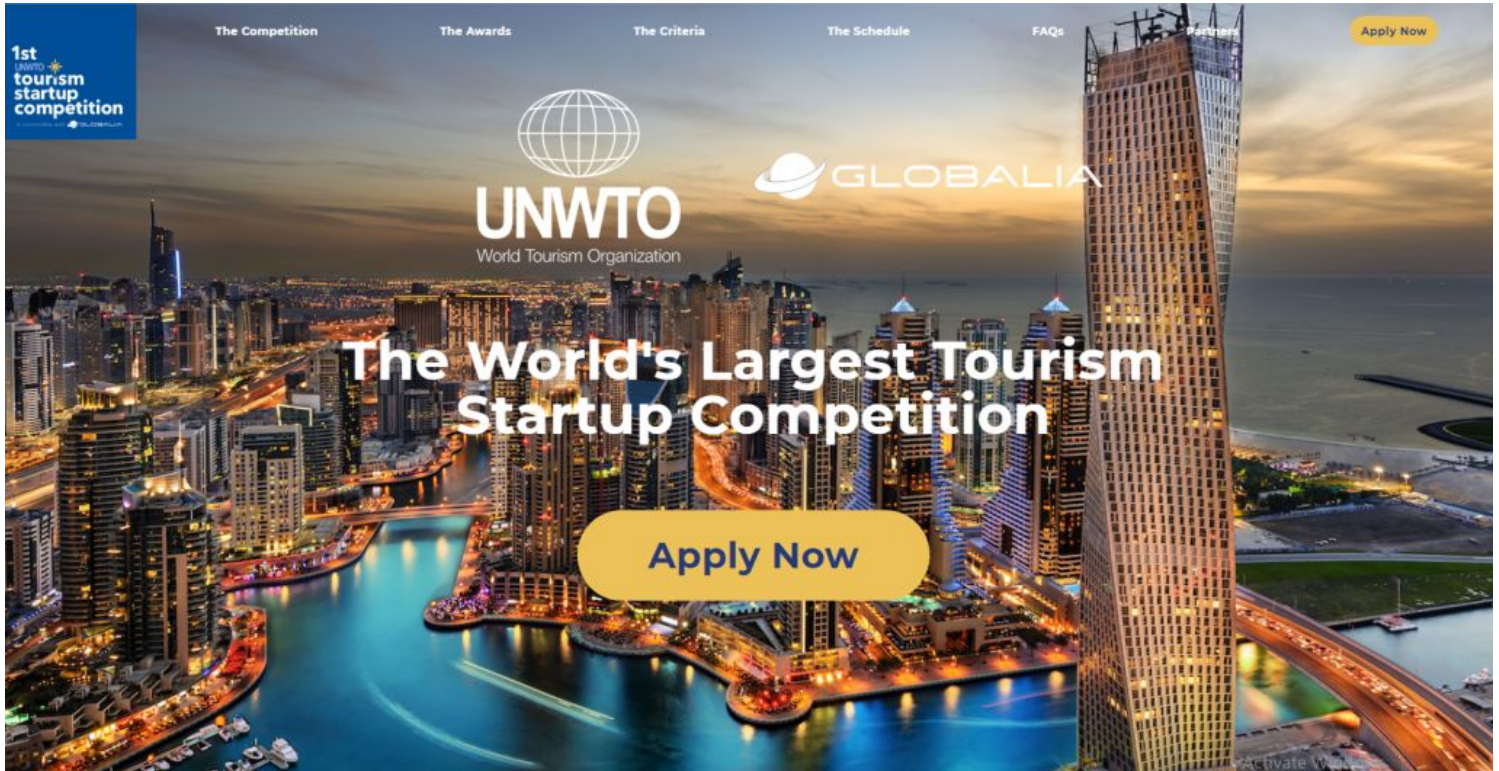 The Competition
The Awards
The Criteria
The Schedule
FAQs
Partners
Apply Now
1st
UNWTO
tourism
startup
competition
GLOBALIA
UNWTO
World Tourism Organization
GLOBALIA
The World's Largest Tourism
Startup Competition
Apply Now
Activate Windows